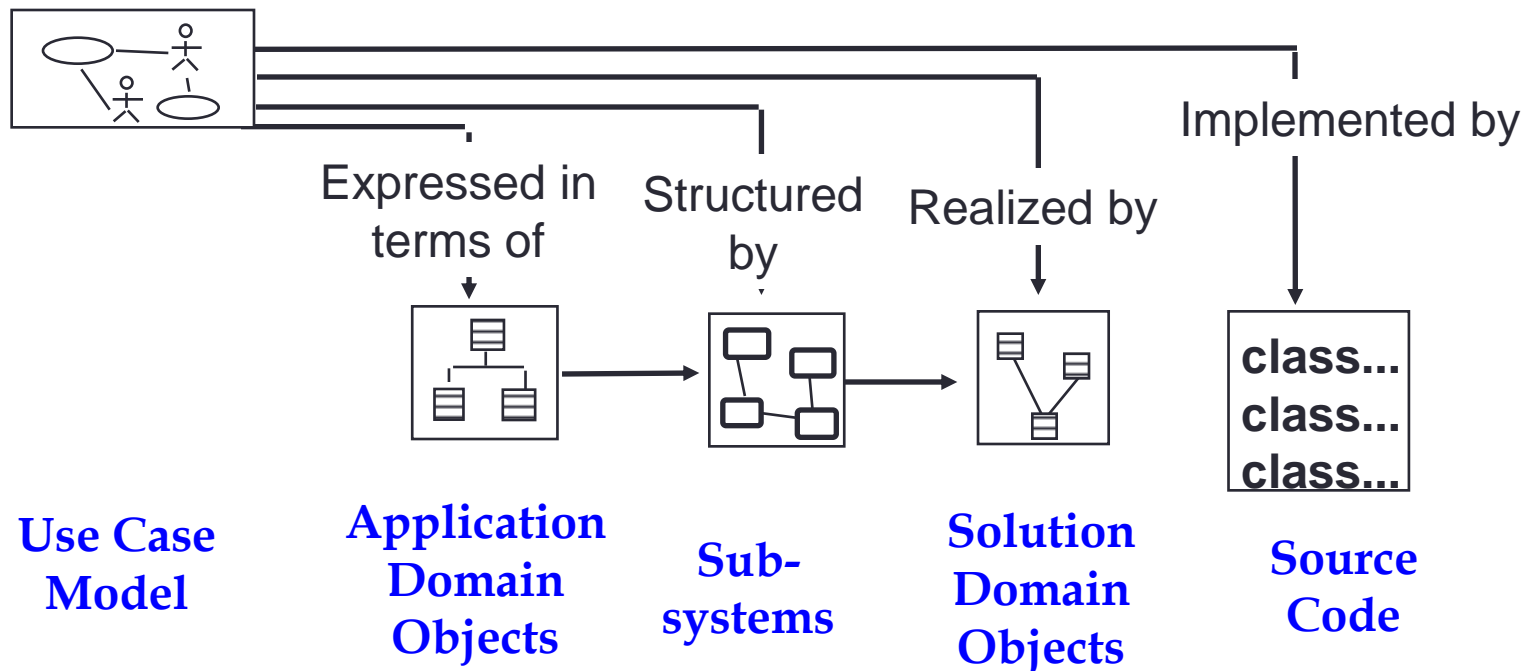 Implemented by
Expressed in
terms of
Structured
by
Realized by
class...
class...
class...
Use Case
Model
Application
Domain
Objects
Sub-
systems
Solution
Domain
Objects
Source
Code